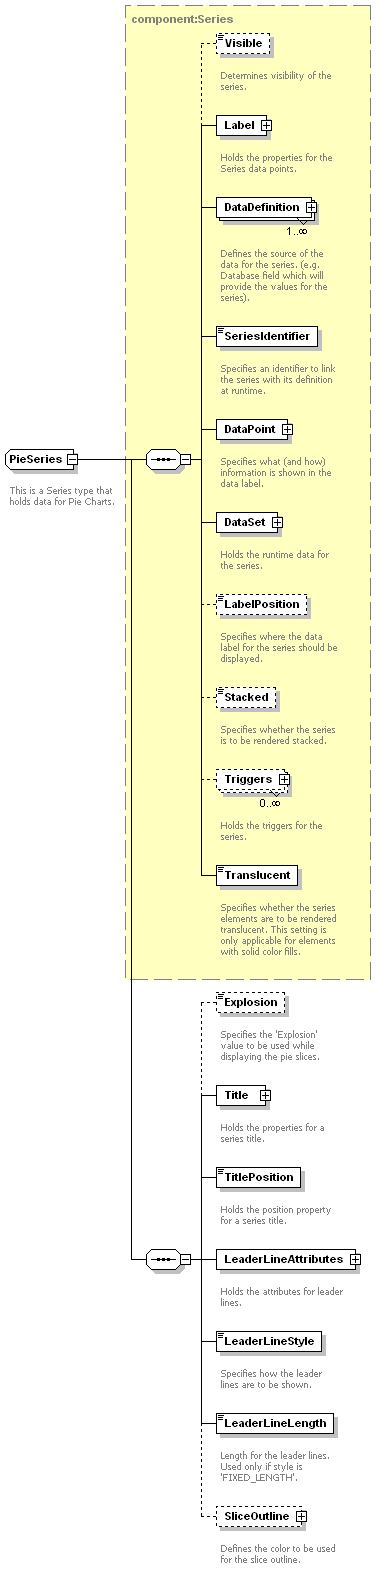 component:Series
Visible
Determines visibility of the
series.
Label
Holds the properties for the
Series data points.
DataDefinition
1..∞
Defines the source of the
data for the series. (e.g.
Database field which will
provide the values for the
series).
SeriesIdentifier
Specifies an identifier to link
the series with its definition
at runtime.
DataPoint
Specifies what (and how)
information is shown in the
data label.
PieSeries
This is a Series type that
holds data for Pie Charts.
DataSet
Holds the runtime data for
the series.
LabelPosition
Specifies where the data
label for the series should be
displayed.
Stacked
Specifies whether the series
is to be rendered stacked.
Triggers
0..∞
Holds the triggers for the
series.
Translucent
Specifies whether the series
elements are to be rendered
translucent. This setting is
only applicable for elements
with solid color fills.
Explosion
Specifies the 'Explosion'
value to be used while
displaying the pie slices.
Title
Holds the properties for a
series title.
TitlePosition
Holds the position property
for a series title.
LeaderLineAttributes
Holds the attributes for leader
lines.
LeaderLineStyle
Specifies how the leader
lines are to be shown.
LeaderLineLength
Length for the leader lines.
Used only if style is
'FIXED_LENGTH'.
SliceOutline
Defines the color to be used
for the slice outline.